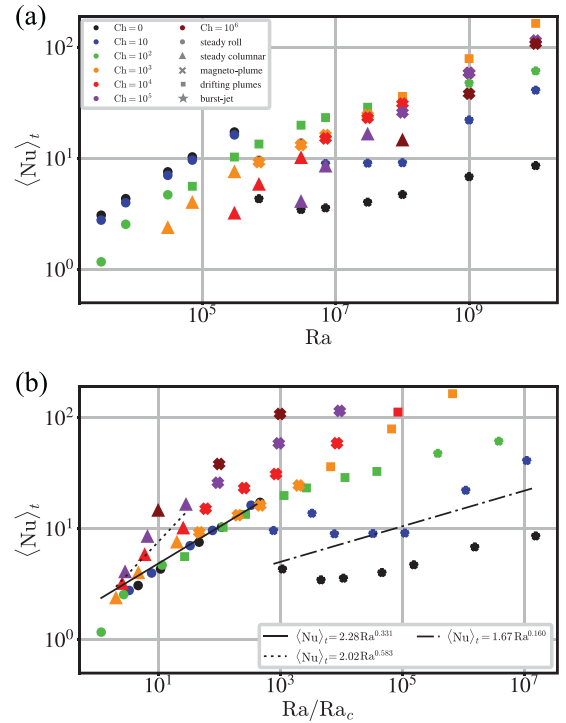 (a)
Ch = 0
Ch = 10
Ch = 10²
Ch = 10³
Ch = 10⁴
Ch = 10⁵
Ch = 10⁶
steady roll
steady columnar
magneto-plume
drifting plumes
burst-jet
10²
10¹
10⁰
⟨Nu⟩ₜ
10⁵
10⁷
10⁹
Ra
(b)
10²
10¹
10⁰
⟨Nu⟩ₜ
⟨Nu⟩ₜ = 2.28 Ra^0.331
⟨Nu⟩ₜ = 2.02 Ra^0.583
⟨Nu⟩ₜ = 1.67 Ra^0.160
10¹
10³
10⁵
10⁷
Ra/Ra_c